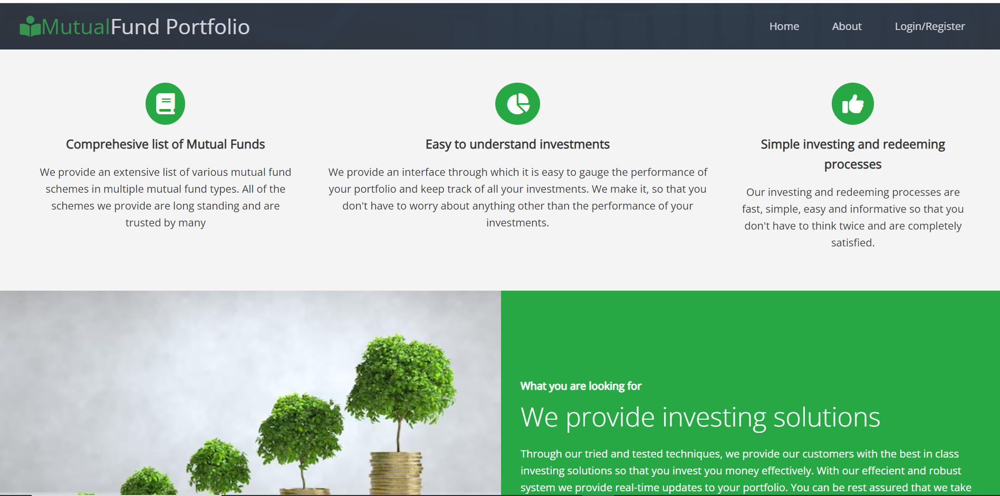 MutualFund Portfolio
Home
About
Login/Register
Comprehesive list of Mutual Funds
We provide an extensive list of various mutual fund
schemes in multiple mutual fund types. All of the
schemes we provide are long standing and are
trusted by many
Easy to understand investments
We provide an interface through which it is easy to gauge the performance of
your portfolio and keep track of all your investments. We make it, so that you
don't have to worry about anything other than the performance of your
investments.
Simple investing and redeeming
processes
Our investing and redeeming processes are
fast, simple, easy and informative so that you
don't have to think twice and are completely
satisfied.
What you are looking for
We provide investing solutions
Through our tried and tested techniques, we provide our customers with the best in class
investing solutions so that you invest you money effectively. With our effecient and robust
system we provide real-time updates to your portfolio. You can be rest assured that we take